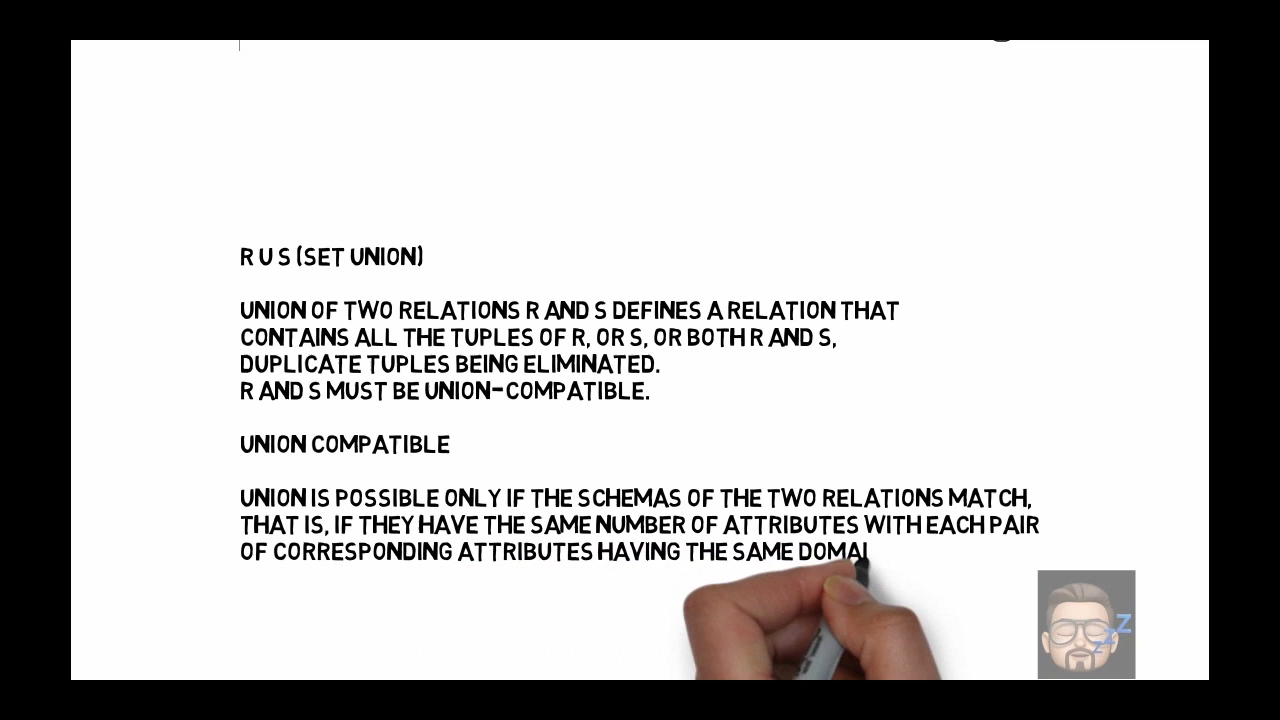 R U S (SET UNION)
UNION OF TWO RELATIONS R AND S DEFINES A RELATION THAT
CONTAINS ALL THE TUPLES OF R, OR S, OR BOTH R AND S,
DUPLICATE TUPLES BEING ELIMINATED.
R AND S MUST BE UNION-COMPATIBLE.
UNION COMPATIBLE
UNION IS POSSIBLE ONLY IF THE SCHEMAS OF THE TWO RELATIONS MATCH,
THAT IS, IF THEY HAVE THE SAME NUMBER OF ATTRIBUTES WITH EACH PAIR
OF CORRESPONDING ATTRIBUTES HAVING THE SAME DOMAI
z z Z